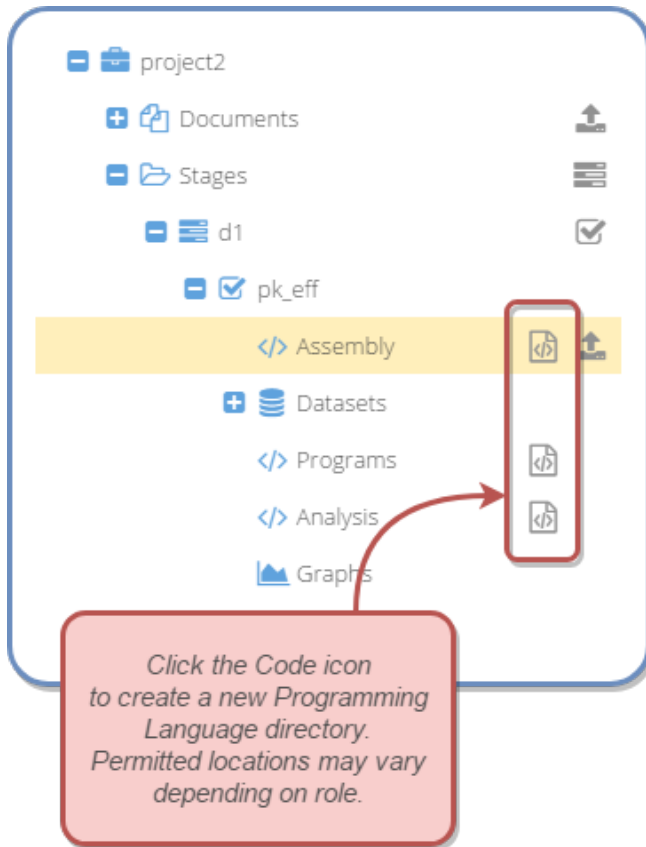 project2
Documents
Stages
d1
pk_eff
</> Assembly
Datasets
</> Programs
</> Analysis
Graphs
Click the Code icon
to create a new Programming
Language directory.
Permitted locations may vary
depending on role.